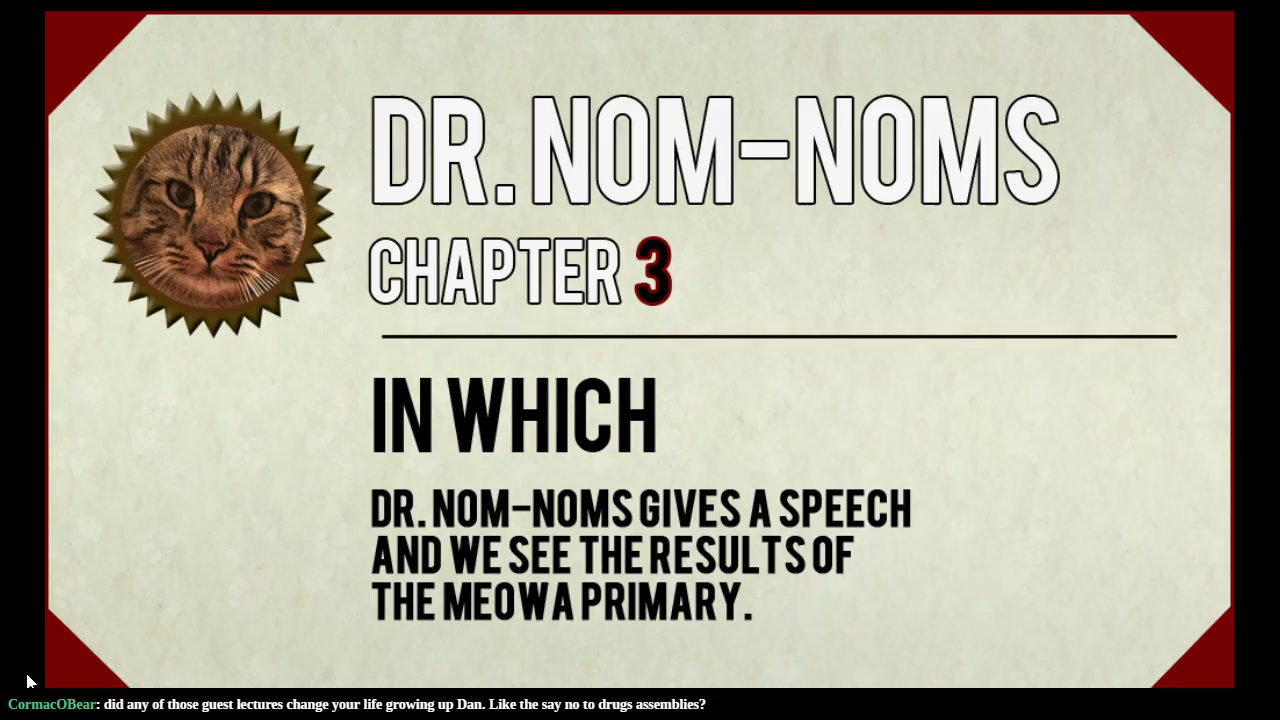 DR. NOM-NOMS
CHAPTER 3
IN WHICH
DR. NOM-NOMS GIVES A SPEECH
AND WE SEE THE RESULTS OF
THE MEOWA PRIMARY.
CormacOBear: did any of those guest lectures change your life growing up Dan. Like the say no to drugs assemblies?